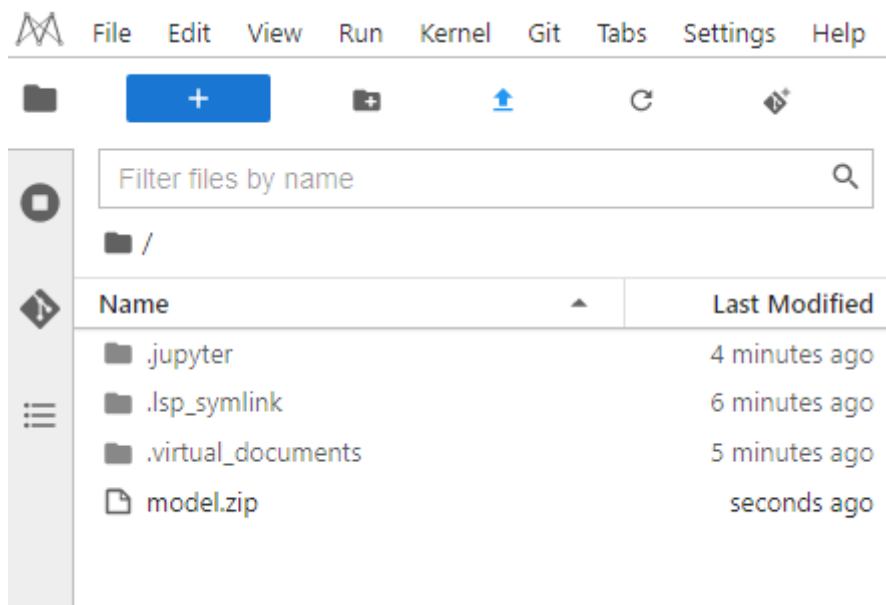 File Edit View Run Kernel Git Tabs Settings Help
Filter files by name
/
Name Last Modified
.jupyter 4 minutes ago
.lsp_symlink 6 minutes ago
.virtual_documents 5 minutes ago
model.zip seconds ago